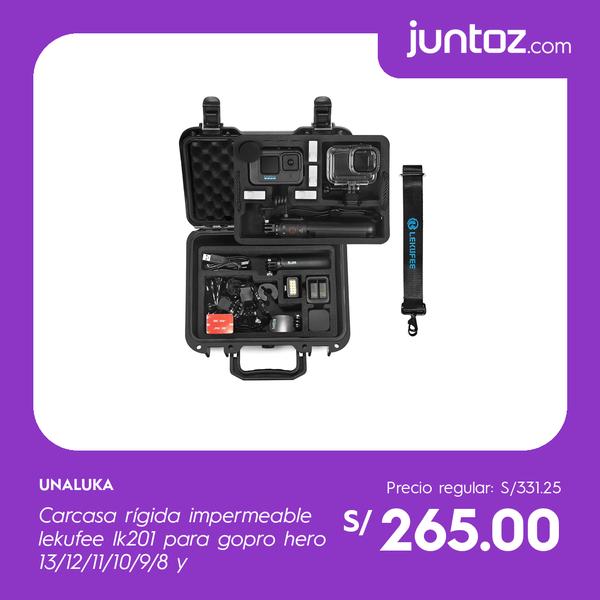 juntoz.com
LEKUFEE
UNALUKA
Carcasa rígida impermeable
lekufee lk201 para gopro hero
13/12/11/10/9/8 y
Precio regular: S/331.25
S/ 265.00